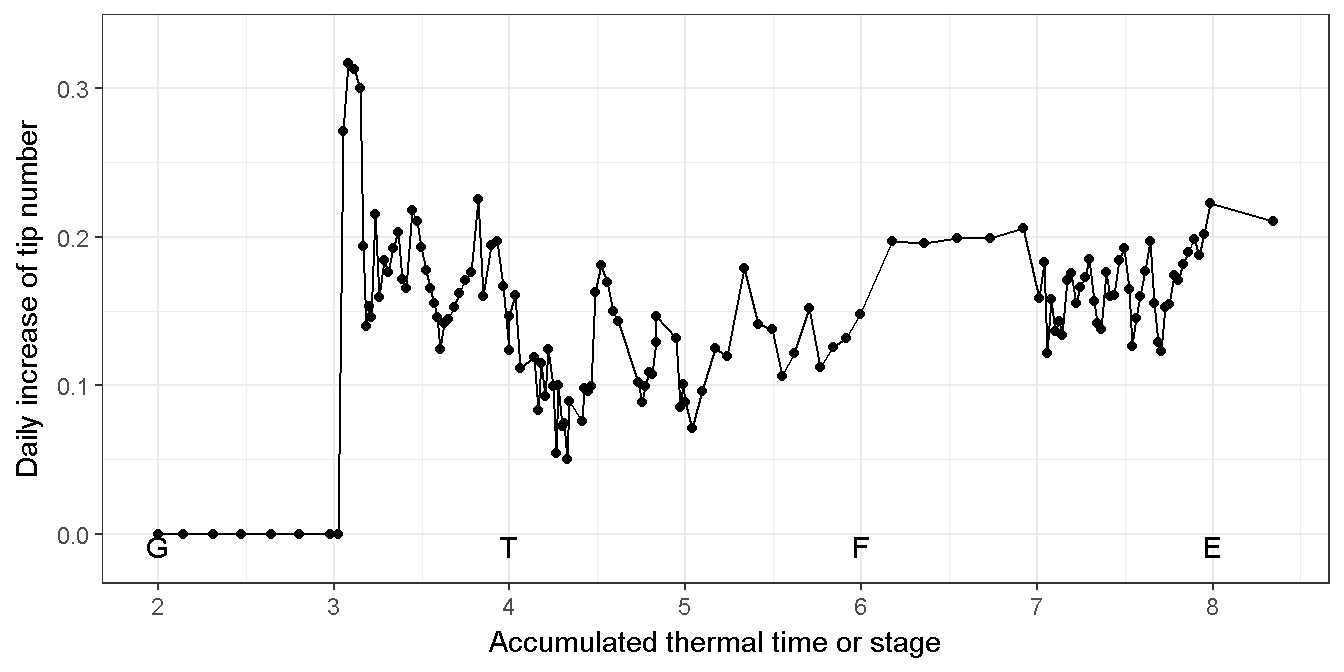 Daily increase of tip number
0.3
0.2
0.1
0.0
G T F E
2 3 4 5 6 7 8
Accumulated thermal time or stage